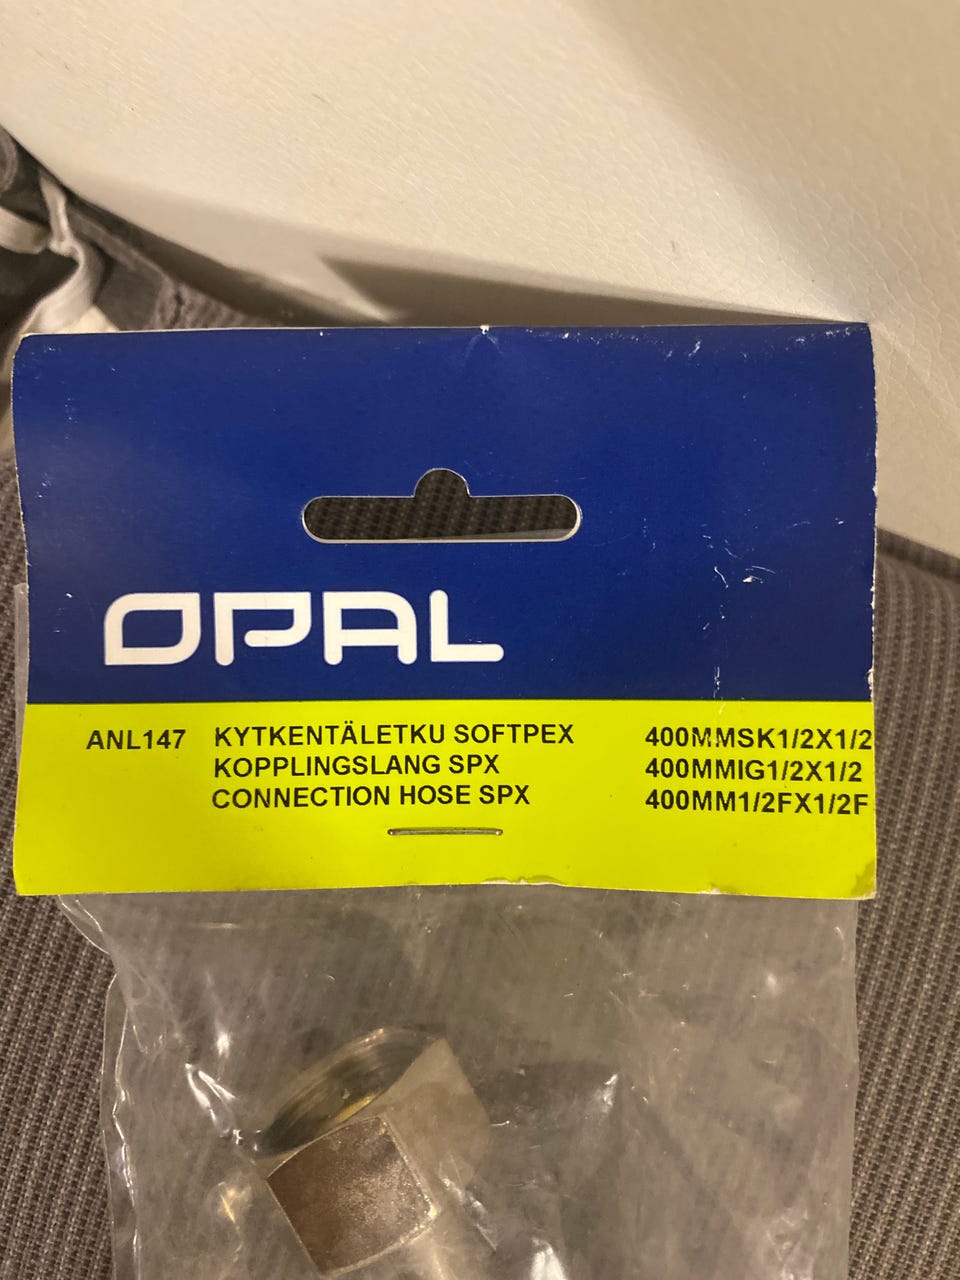 OPAL
ANL147 KYTKENTÄLETKU SOFTPEX 400MMSK1/2X1/2
KOPPLINGSLANG SPX 400MMIG1/2X1/2
CONNECTION HOSE SPX 400MM1/2FX1/2F